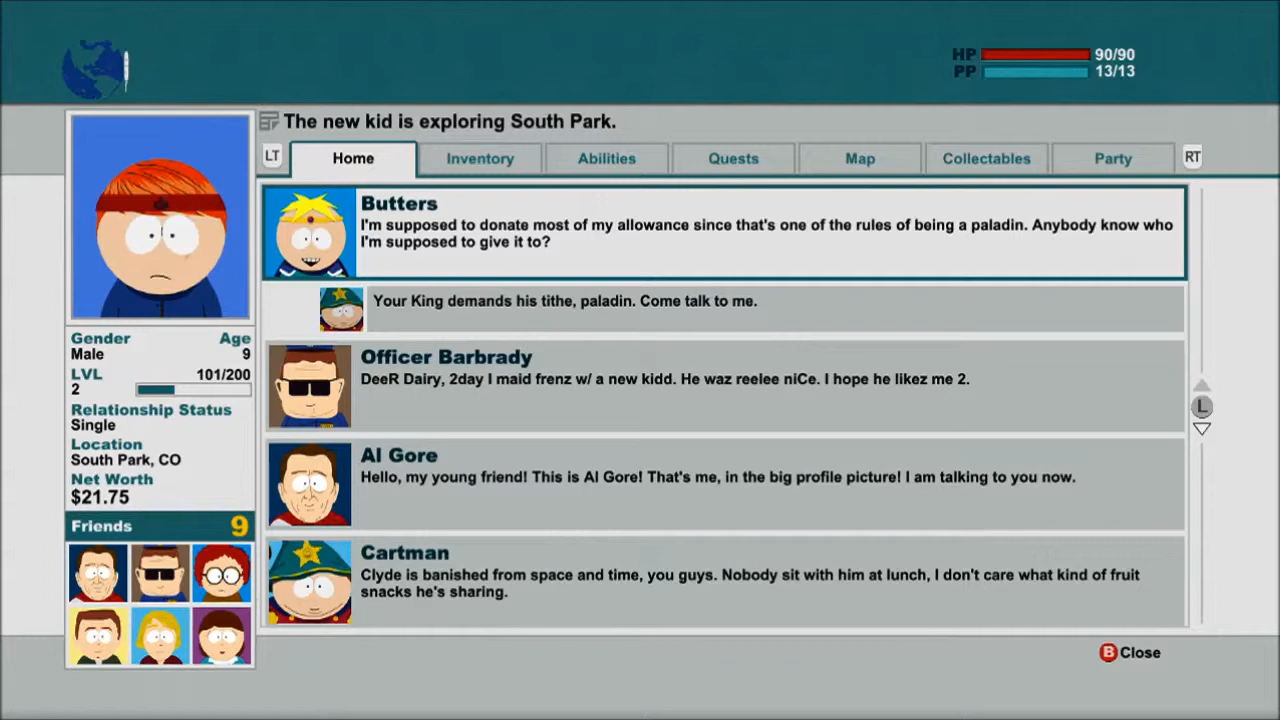 HP 90/90
PP 13/13
The new kid is exploring South Park.
LT Home Inventory Abilities Quests Map Collectables Party RT
Gender Age
Male 9
LVL 101/200
2
Relationship Status
Single
Location
South Park, CO
Net Worth
$21.75
Friends 9
Butters
I'm supposed to donate most of my allowance since that's one of the rules of being a paladin. Anybody know who
I'm supposed to give it to?
Your King demands his tithe, paladin. Come talk to me.
Officer Barbrady
DeeR Dairy, 2day I maid frenz w/ a new kidd. He waz reelee niCe. I hope he likez me 2.
Al Gore
Hello, my young friend! This is Al Gore! That's me, in the big profile picture! I am talking to you now.
Cartman
Clyde is banished from space and time, you guys. Nobody sit with him at lunch, I don't care what kind of fruit
snacks he's sharing.
L
B Close